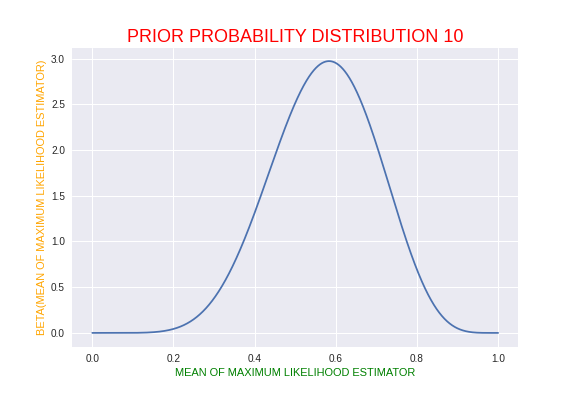 PRIOR PROBABILITY DISTRIBUTION 10
BETA(MEAN OF MAXIMUM LIKELIHOOD ESTIMATOR)
3.0
2.5
2.0
1.5
1.0
0.5
0.0
0.0 0.2 0.4 0.6 0.8 1.0
MEAN OF MAXIMUM LIKELIHOOD ESTIMATOR